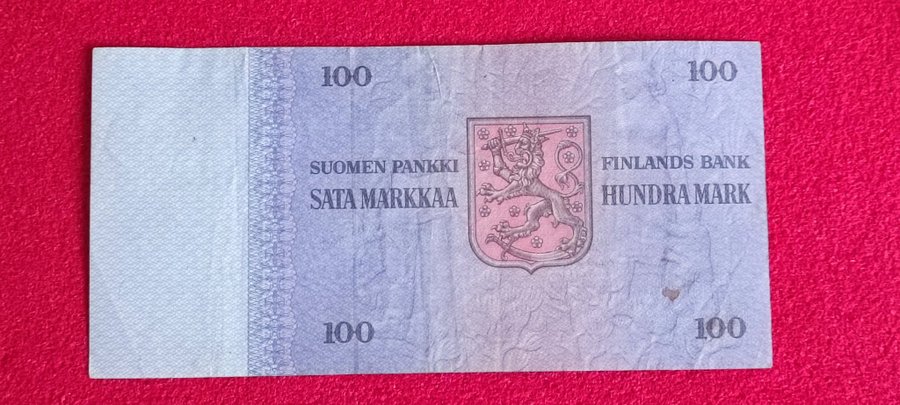 100
100
SUOMEN PANKKI
SATA MARKKAA
FINLANDS BANK
HUNDRA MARK
100
100